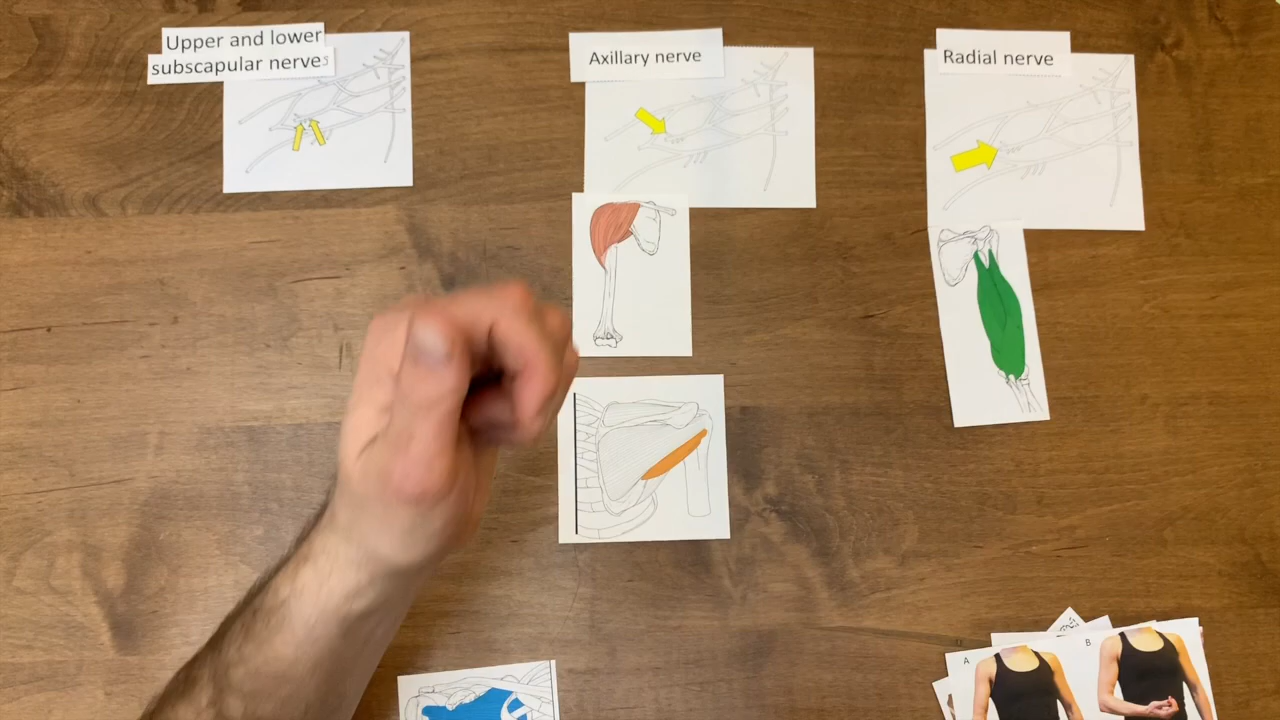 Upper and lower
subscapular nerves
Axillary nerve
Radial nerve
A
B